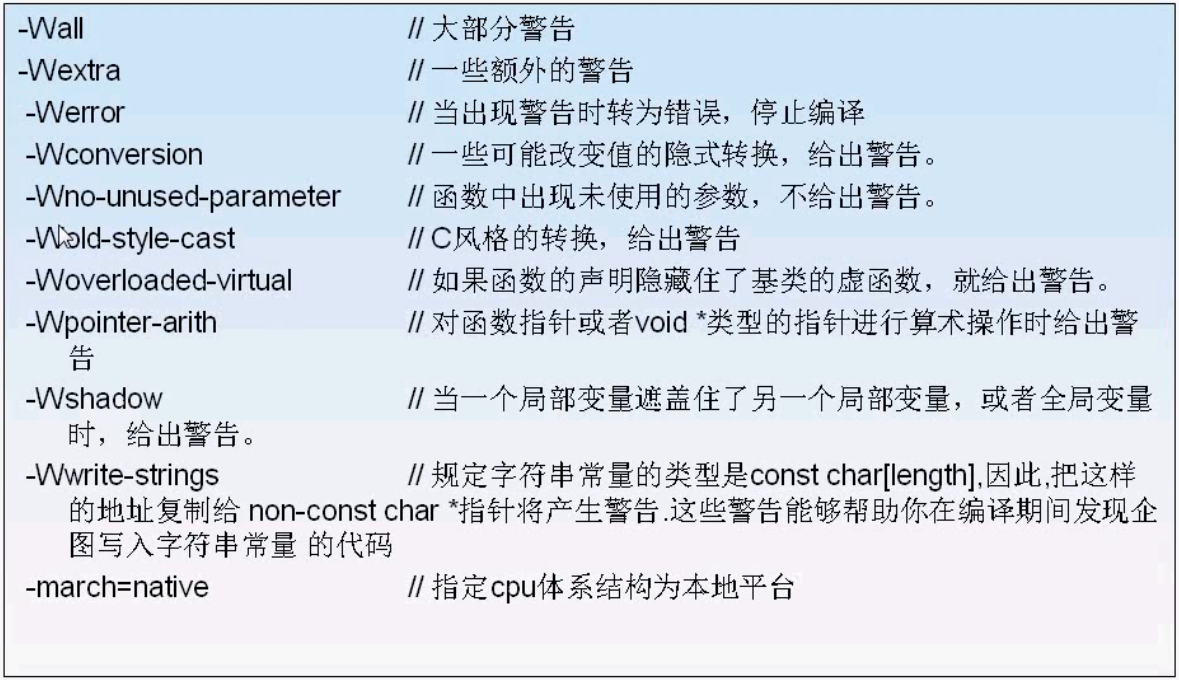 -Wall // 大部分警告
-Wextra // 一些额外的警告
-Werror // 当出现警告时转为错误，停止编译
-Wconversion // 一些可能改变值的隐式转换，给出警告。
-Wno-unused-parameter // 函数中出现未使用的参数，不给出警告。
-Wold-style-cast // C风格的转换，给出警告
-Woverloaded-virtual // 如果函数的声明隐藏住了基类的虚函数，就给出警告。
-Wpointer-arith // 对函数指针或者void *类型的指针进行算术操作时给出警
告
-Wshadow // 当一个局部变量遮盖住了另一个局部变量，或者全局变量
时，给出警告。
-Wwrite-strings // 规定字符串常量的类型是const char[length],因此,把这样
的地址复制给 non-const char *指针将产生警告.这些警告能够帮助你在编译期间发现企
图写入字符串常量 的代码
-march=native // 指定cpu体系结构为本地平台